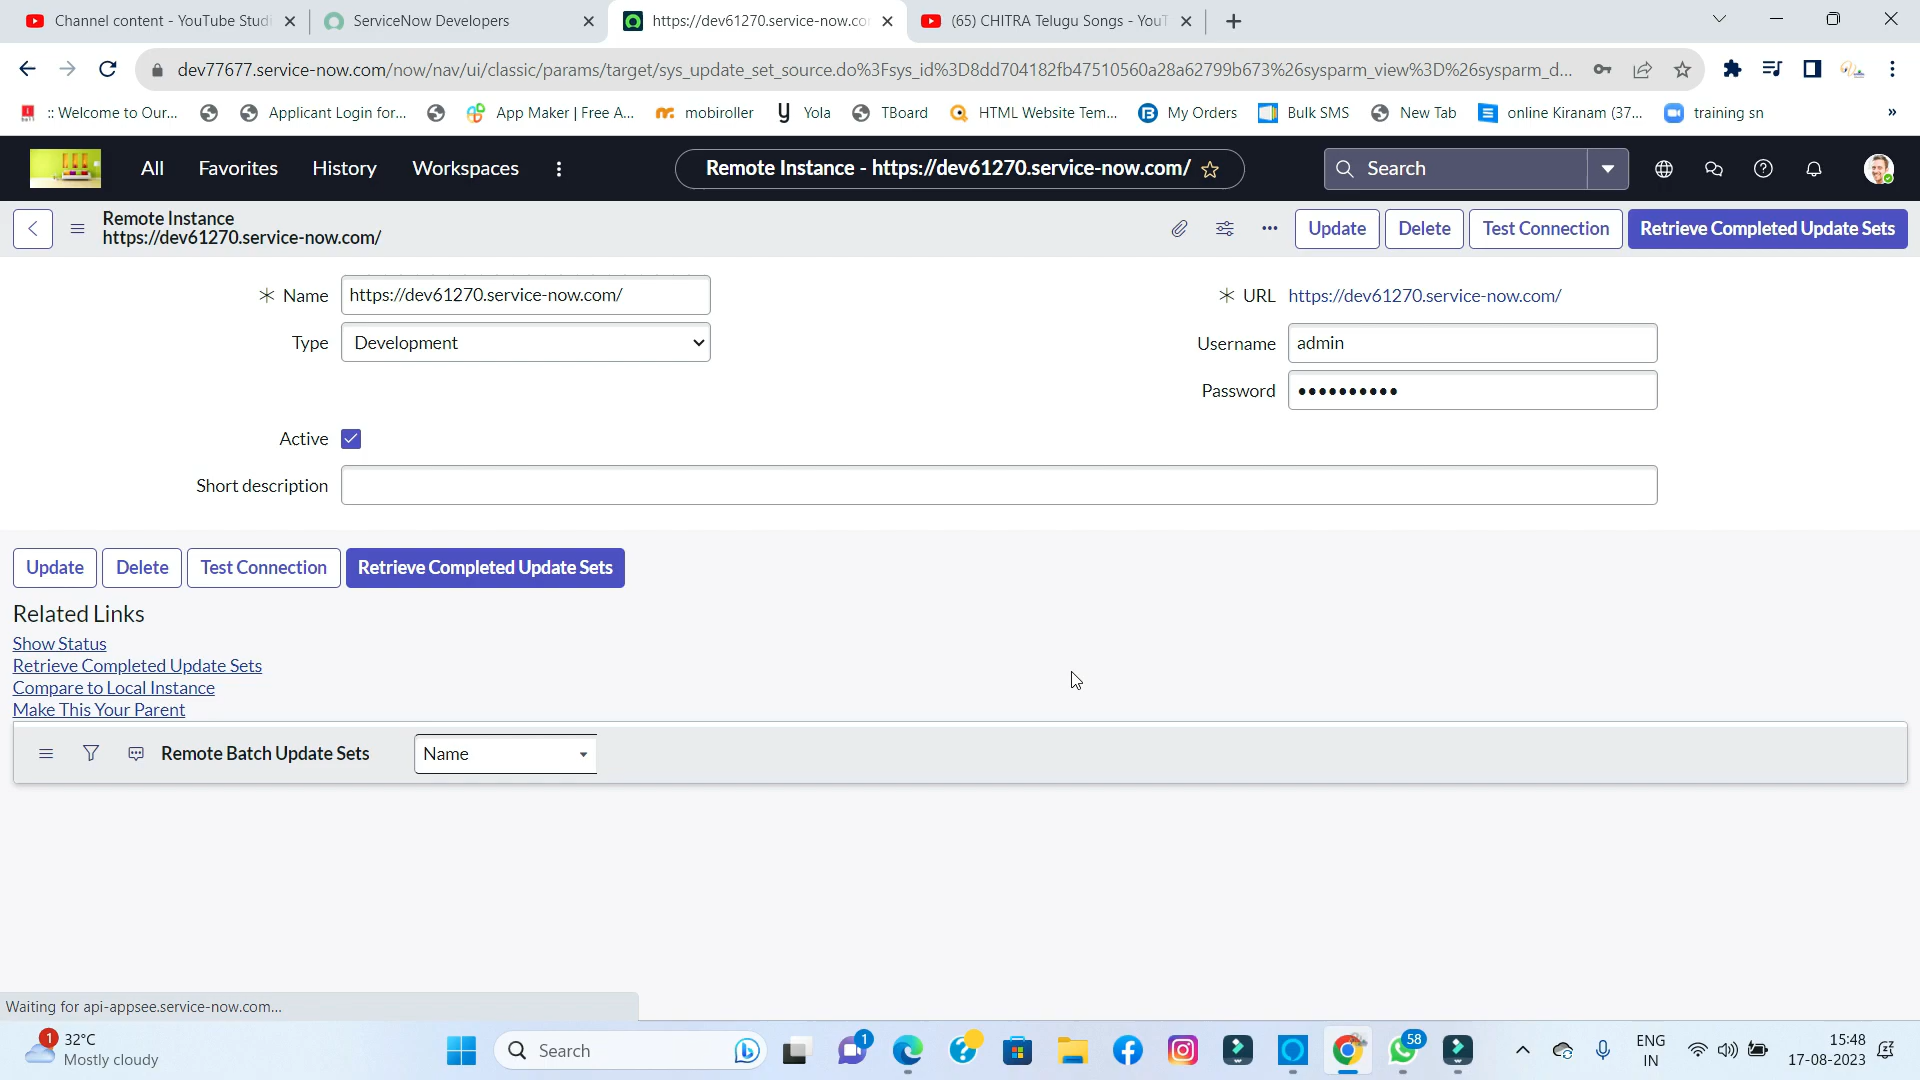 Channel content - YouTube Studi
ServiceNow Developers
https://dev61270.service-now.co
(65) CHITRA Telugu Songs - YouT
dev77677.service-now.com/now/nav/ui/classic/params/target/sys_update_set_source.do%3Fsys_id%3D8dd704182fb47510560a28a62799b673%26sysparm_view%3D%26sysparm_d...
:: Welcome to Our...
Applicant Login for...
App Maker | Free A...
mobiroller
Yola
TBoard
HTML Website Tem...
My Orders
Bulk SMS
New Tab
online Kiranam (37...
training sn
»
All
Favorites
History
Workspaces
Remote Instance - https://dev61270.service-now.com/
Search
Remote Instance
https://dev61270.service-now.com/
Update
Delete
Test Connection
Retrieve Completed Update Sets
Name
https://dev61270.service-now.com/
URL
https://dev61270.service-now.com/
Type
Development
Username
admin
Password
••••••••••
Active
Short description
Update
Delete
Test Connection
Retrieve Completed Update Sets
Related Links
Show Status
Retrieve Completed Update Sets
Compare to Local Instance
Make This Your Parent
Remote Batch Update Sets
Name
Waiting for api-appsee.service-now.com...
1
32°C
Mostly cloudy
Search
1
58
ENG
IN
15:48
17-08-2023